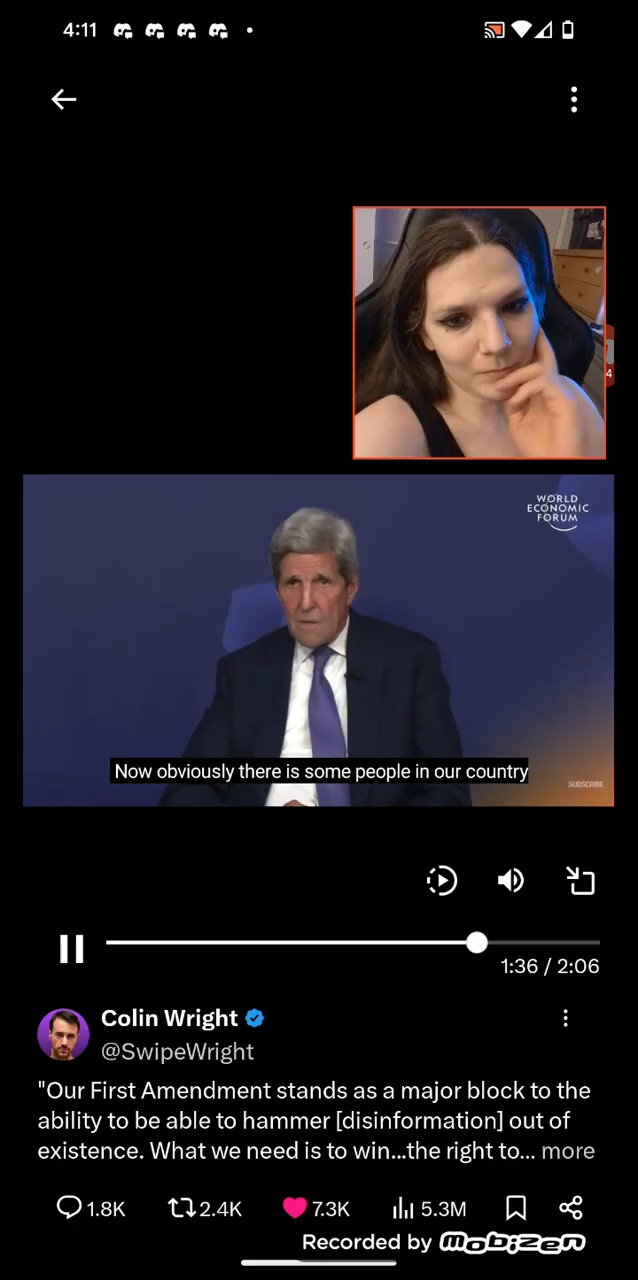 4:11
4
WORLD
ECONOMIC
FORUM
Now obviously there is some people in our country
SUBSCRIBE
1:36 / 2:06
Colin Wright
@SwipeWright
"Our First Amendment stands as a major block to the
ability to be able to hammer [disinformation] out of
existence. What we need is to win...the right to... more
1.8K 2.4K 7.3K 5.3M
Recorded by mobizen